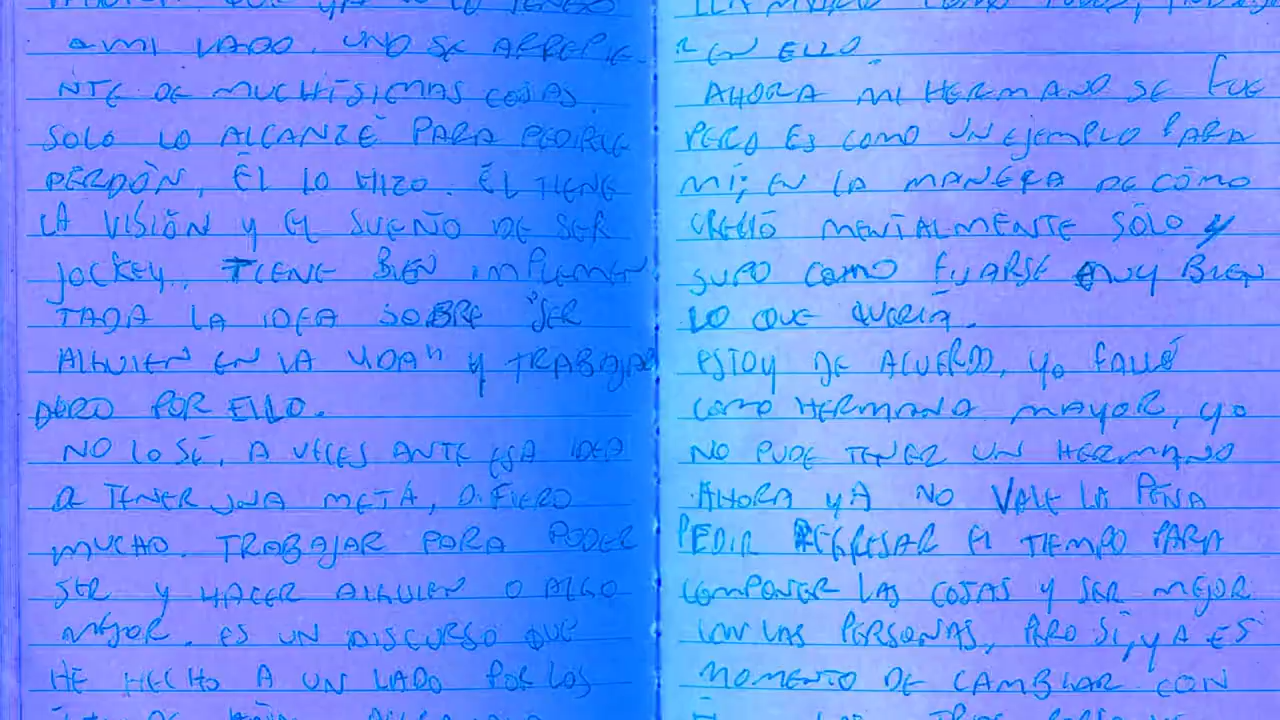 A MI LADO. UNO SE ARREPIE-
NTE DE MUCHÍSIEMAS COSAS.
SOLO LO ALCANZÉ PARA PEDIRLE
PERDÓN, ÉL LO HIZO. ÉL TIENE
LA VISIÓN Y EL SUEÑO DE SER
JOCKEY. TIENE BIEN IMPLEMEN
TADA LA IDEA SOBRE "SER
ALGUIEN EN LA VIDA" Y TRABAJAR
DURO POR ELLO.
NO LO SÉ, A VECES ANTE ESA IDEA
DE TENER UNA META, DIFIERO
MUCHO. TRABAJAR PARA PODER
SER Y HACER ALGUIEN O ALGO
MEJOR. ES UN DISCURSO QUE
HE HECHO A UN LADO POR LOS
EN ELLO.
AHORA MI HERMANO SE FUE
PERO ES COMO UN EJEMPLO PARA
MÍ; EN LA MANERA DE CÓMO
CRECIÓ MENTALMENTE SÓLO Y
SUPO COMO FIJARSE MUY BIEN
LO QUE QUERÍA.
ESTOY DE ACUERDO, YO FALLÉ
COMO HERMANA MAYOR, YO
NO PUDE TENER UN HERMANO
AHORA YA NO VALE LA PENA
PEDIR REGRESAR EL TIEMPO PARA
COMPONER LAS COSAS Y SER MEJOR
CON LAS PERSONAS, PERO SÍ, YA ES
MOMENTO DE CAMBIAR CON